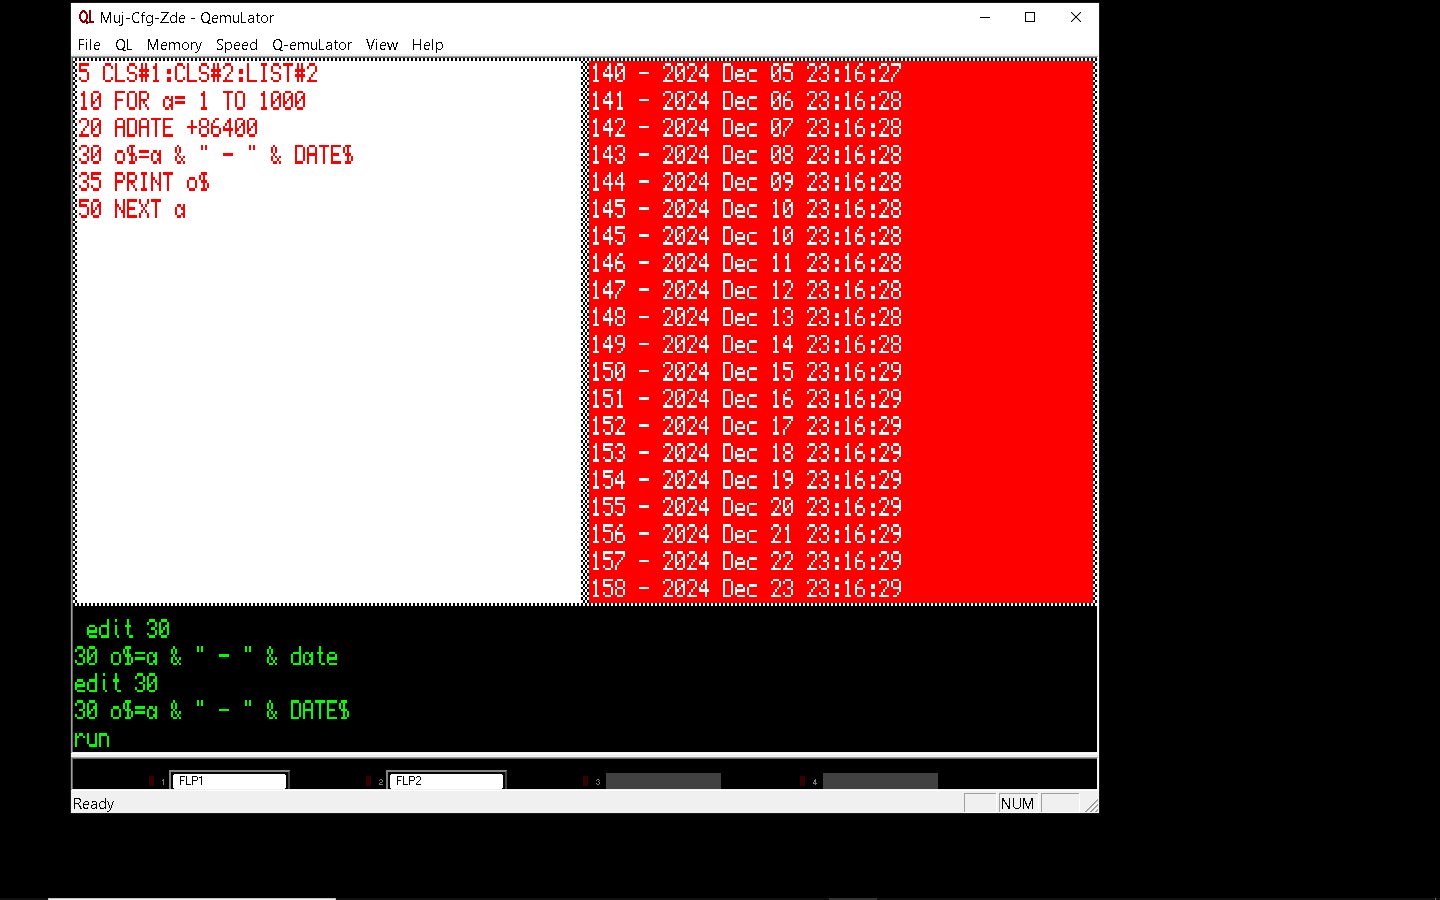 QL Muj-Cfg-Zde - QemuLator
File QL Memory Speed Q-emuLator View Help
5 CLS#1:CLS#2:LIST#2
10 FOR a= 1 TO 1000
20 ADATE +86400
30 o$=a & " - " & DATE$
35 PRINT o$
50 NEXT a
140 - 2024 Dec 05 23:16:27
141 - 2024 Dec 06 23:16:28
142 - 2024 Dec 07 23:16:28
143 - 2024 Dec 08 23:16:28
144 - 2024 Dec 09 23:16:28
145 - 2024 Dec 10 23:16:28
145 - 2024 Dec 10 23:16:28
146 - 2024 Dec 11 23:16:28
147 - 2024 Dec 12 23:16:28
148 - 2024 Dec 13 23:16:28
149 - 2024 Dec 14 23:16:28
150 - 2024 Dec 15 23:16:29
151 - 2024 Dec 16 23:16:29
152 - 2024 Dec 17 23:16:29
153 - 2024 Dec 18 23:16:29
154 - 2024 Dec 19 23:16:29
155 - 2024 Dec 20 23:16:29
156 - 2024 Dec 21 23:16:29
157 - 2024 Dec 22 23:16:29
158 - 2024 Dec 23 23:16:29
edit 30
30 o$=a & " - " & date
edit 30
30 o$=a & " - " & DATE$
run
1 FLP1 2 FLP2 3 4
Ready NUM